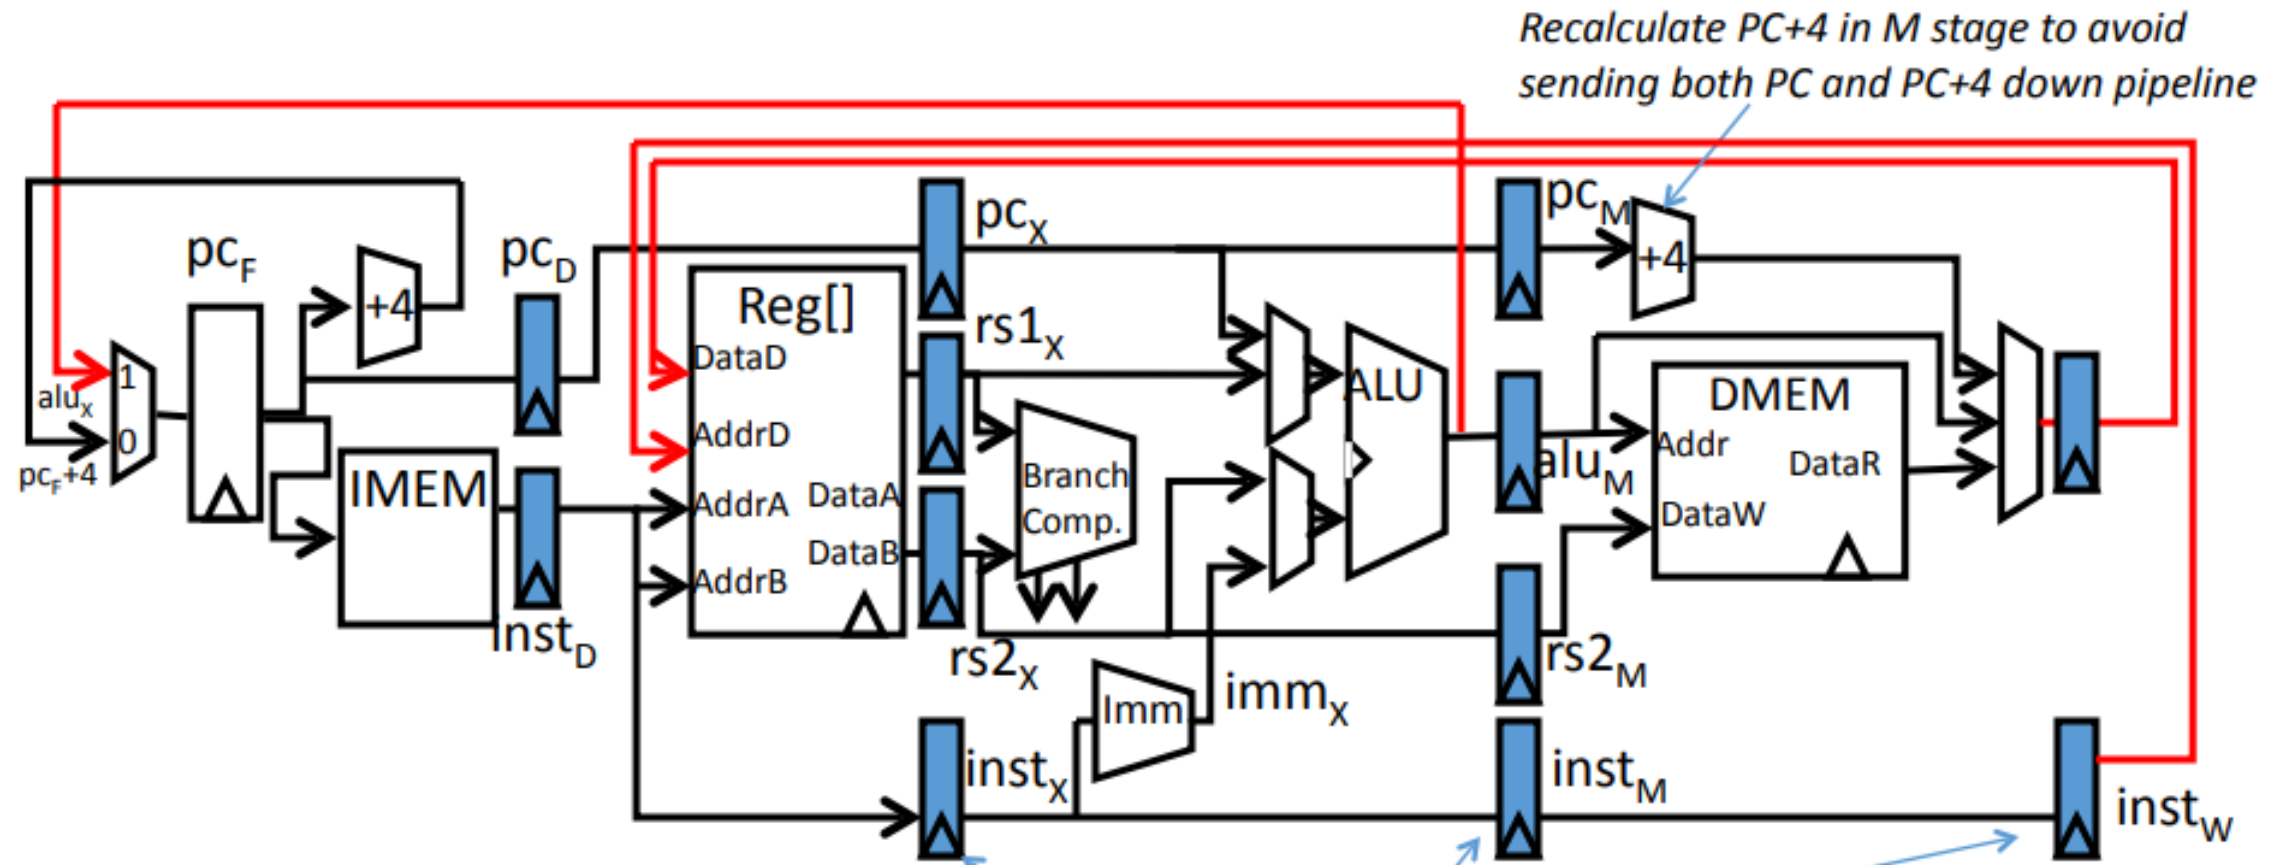 Recalculate PC+4 in M stage to avoid
sending both PC and PC+4 down pipeline
pcF
pcD
pcX
pcM
+4
+4
Reg[]
rs1X
DataD
AddrD
AddrA
AddrB
DataA
DataB
1
0
aluX
pcF+4
IMEM
instD
Branch
Comp.
ALU
aluM
DMEM
Addr
DataR
DataW
rs2X
rs2M
Imm
immX
instX
instM
instW